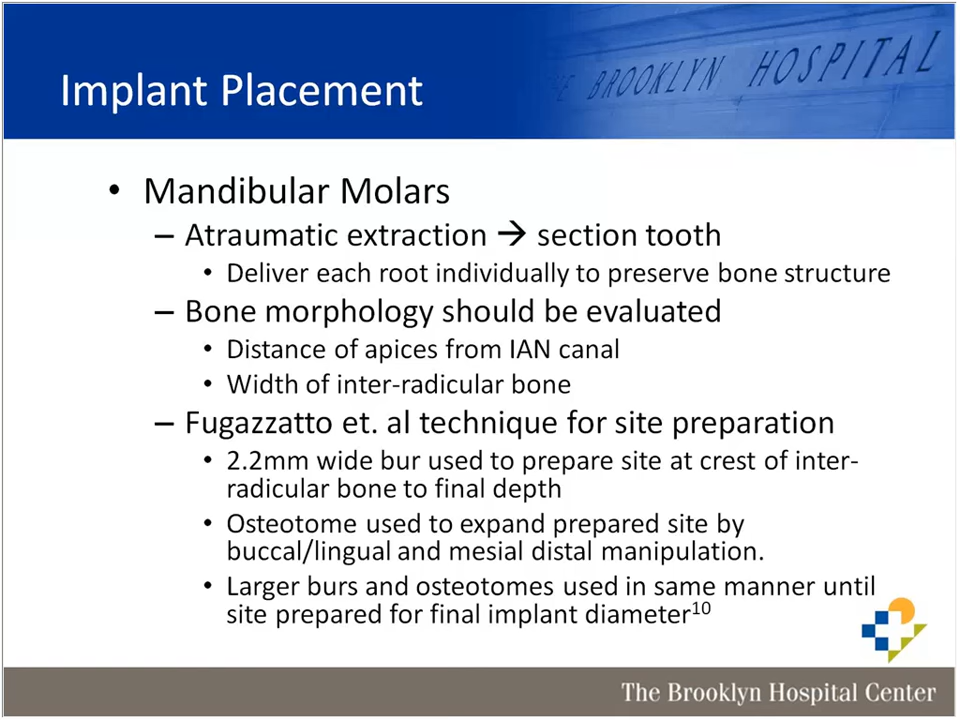 THE BROOKLYN HOSPITAL
Implant Placement
• Mandibular Molars
– Atraumatic extraction → section tooth
• Deliver each root individually to preserve bone structure
– Bone morphology should be evaluated
• Distance of apices from IAN canal
• Width of inter-radicular bone
– Fugazzatto et. al technique for site preparation
• 2.2mm wide bur used to prepare site at crest of inter-
radicular bone to final depth
• Osteotome used to expand prepared site by
buccal/lingual and mesial distal manipulation.
• Larger burs and osteotomes used in same manner until
site prepared for final implant diameter10
The Brooklyn Hospital Center